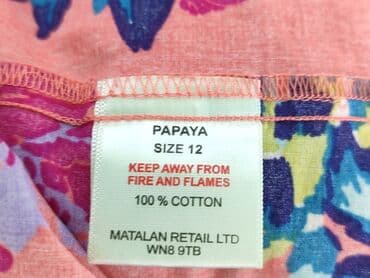 PAPAYA
SIZE 12
KEEP AWAY FROM
FIRE AND FLAMES
100 % COTTON
MATALAN RETAIL LTD
WN8 9TB